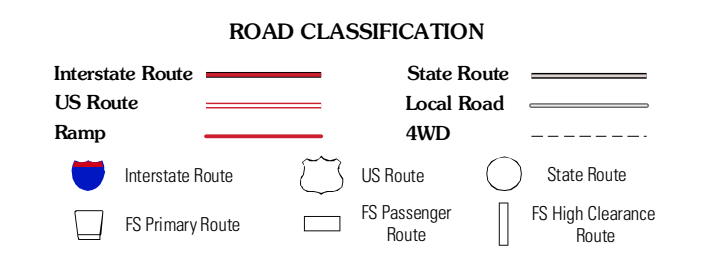 ROAD CLASSIFICATION
Interstate Route
State Route
US Route
Local Road
Ramp
4WD
Interstate Route
US Route
State Route
FS Primary Route
FS Passenger
Route
FS High Clearance
Route